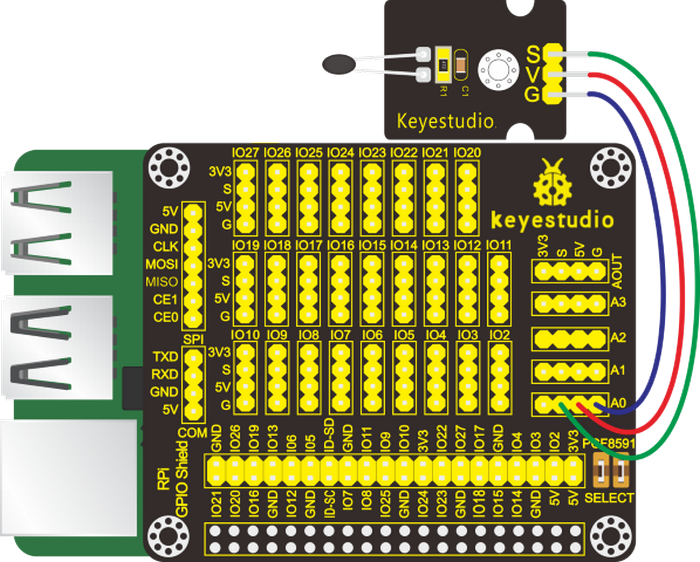 S
V
G
R1
C1
Keyestudio
IO27 IO26 IO25 IO24 IO23 IO22 IO21 IO20
3V3
S
5V
G
keyestudio
5V
GND
CLK
MOSI
MISO
CE1
CE0
SPI
IO19 IO18 IO17 IO16 IO15 IO14 IO13 IO12 IO11
3V3
S
5V
G
3V3 S 5V G
AOUT
A3
A2
A1
A0
IO10 IO9 IO8 IO7 IO6 IO5 IO4 IO3 IO2
3V3
S
5V
G
TXD
RXD
GND
5V
COM
RPI
GPIO Shield
GND IO26 IO19 IO13 IO6 IO5 ID-SD GND IO11 IO9 IO10 3V3 IO22 IO27 IO17 GND IO4 IO3 IO2 3V3
IO21 IO20 IO16 GND IO12 GND ID-SC IO7 IO8 IO25 GND IO24 IO23 GND IO18 IO15 IO14 GND 5V 5V
PCF8591
SELECT